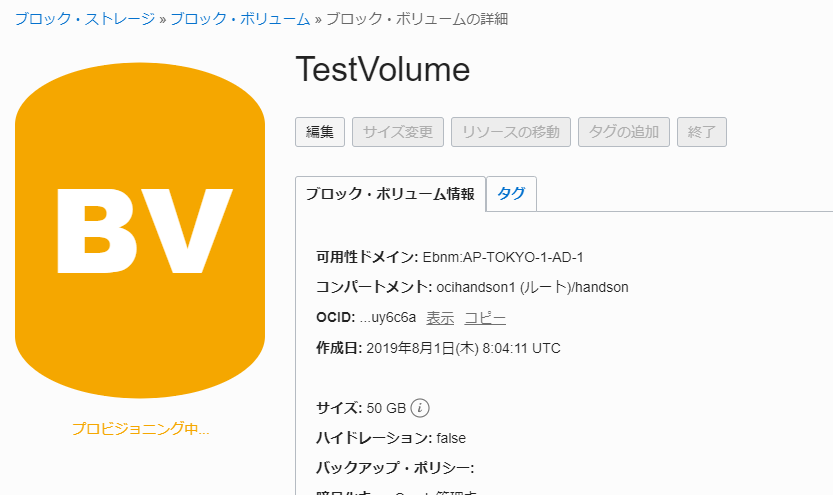 ブロック・ストレージ » ブロック・ボリューム » ブロック・ボリュームの詳細
TestVolume
編集 サイズ変更 リソースの移動 タグの追加 終了
BV
ブロック・ボリューム情報 タグ
可用性ドメイン: Ebnm:AP-TOKYO-1-AD-1
コンパートメント: ocihandson1 (ルート)/handson
OCID: ...uy6c6a 表示 コピー
作成日: 2019年8月1日(木) 8:04:11 UTC
サイズ: 50 GB i
プロビジョニング中...
ハイドレーション: false
バックアップ・ポリシー: